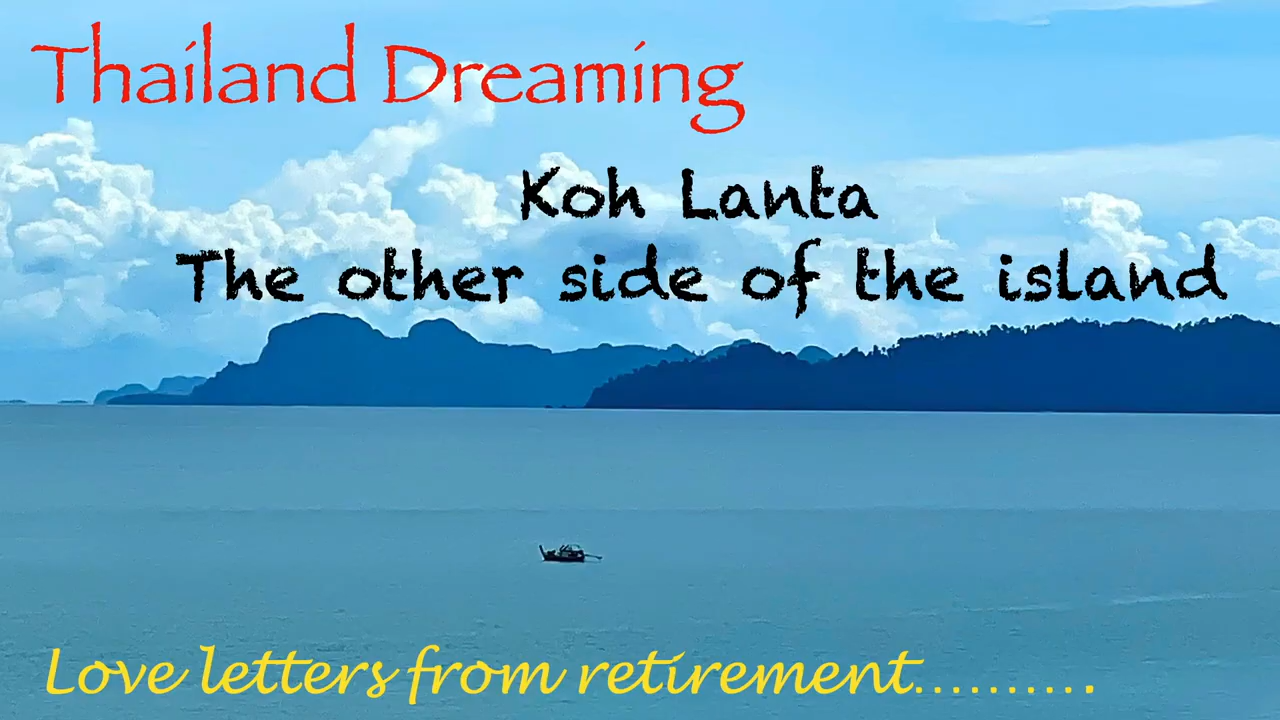 Thailand Dreaming
Koh Lanta
The other side of the island
Love letters from retirement..........